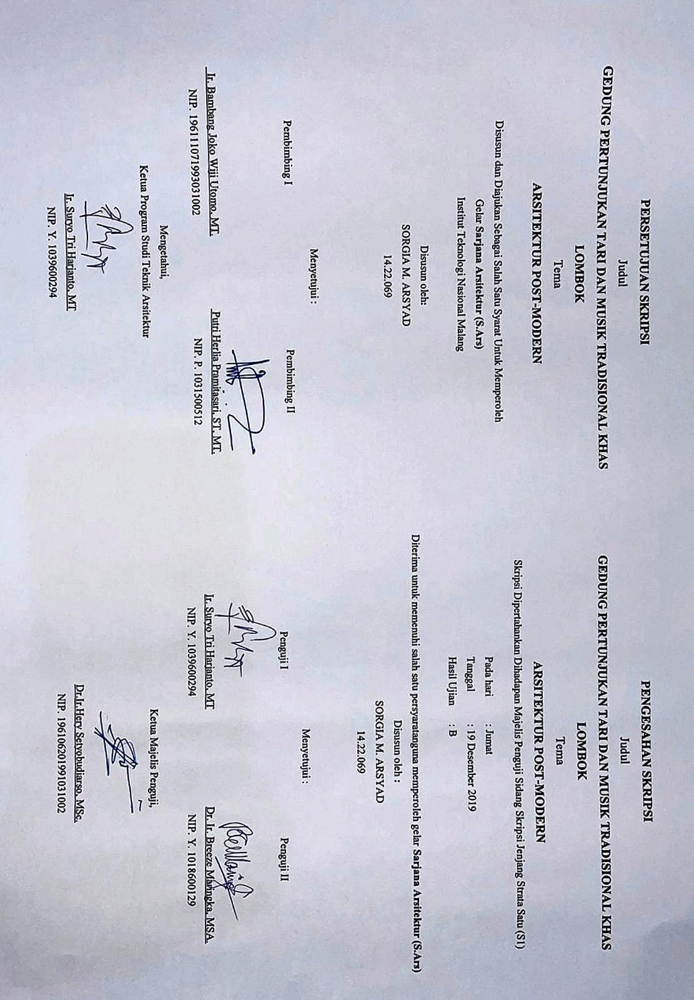 PERSETUJUAN SKRIPSI
Judul
GEDUNG PERTUNJUKAN TARI DAN MUSIK TRADISIONAL KHAS
LOMBOK
Tema
ARSITEKTUR POST-MODERN
Disusun dan Diajukan Sebagai Salah Satu Syarat Untuk Memperoleh
Gelar Sarjana Arsitektur (S.Ars)
Institut Teknologi Nasional Malang
Disusun oleh:
SORGIA M. ARSYAD
14.22.069
Menyetujui :
Pembimbing I
Pembimbing II
Ir. Bambang Joko Wiji Utomo, MT.
NIP. 196111071993031002
Putri Herlia Pramitasari, ST, MT.
NIP. P. 1031500512
Mengetahui,
Ketua Program Studi Teknik Arsitektur
Ir. Suryo Tri Harjanto, MT
NIP. Y. 1039600294
PENGESAHAN SKRIPSI
Judul
GEDUNG PERTUNJUKAN TARI DAN MUSIK TRADISIONAL KHAS
LOMBOK
Tema
ARSITEKTUR POST-MODERN
Skripsi Dipertahankan Dihadapan Majelis Penguji Sidang Skripsi Jenjang Strata Satu (S1)
Pada hari : Jumat
Tanggal : 19 Desember 2019
Hasil Ujian : B
Diterima untuk memenuhi salah satu persyaratanguna memperoleh gelar Sarjana Arsitektur (S.Ars)
Disusun oleh :
SORGIA M. ARSYAD
14.22.069
Menyetujui :
Penguji I
Penguji II
Ir. Suryo Tri Harjanto, MT
NIP. Y. 1039600294
Dr. Ir. Breeze Maringka, MSA.
NIP. Y. 1018600129
Ketua Majelis Penguji,
Dr.Ir.Hery Setyobudiarso, MSc.
NIP. 196106201991031002